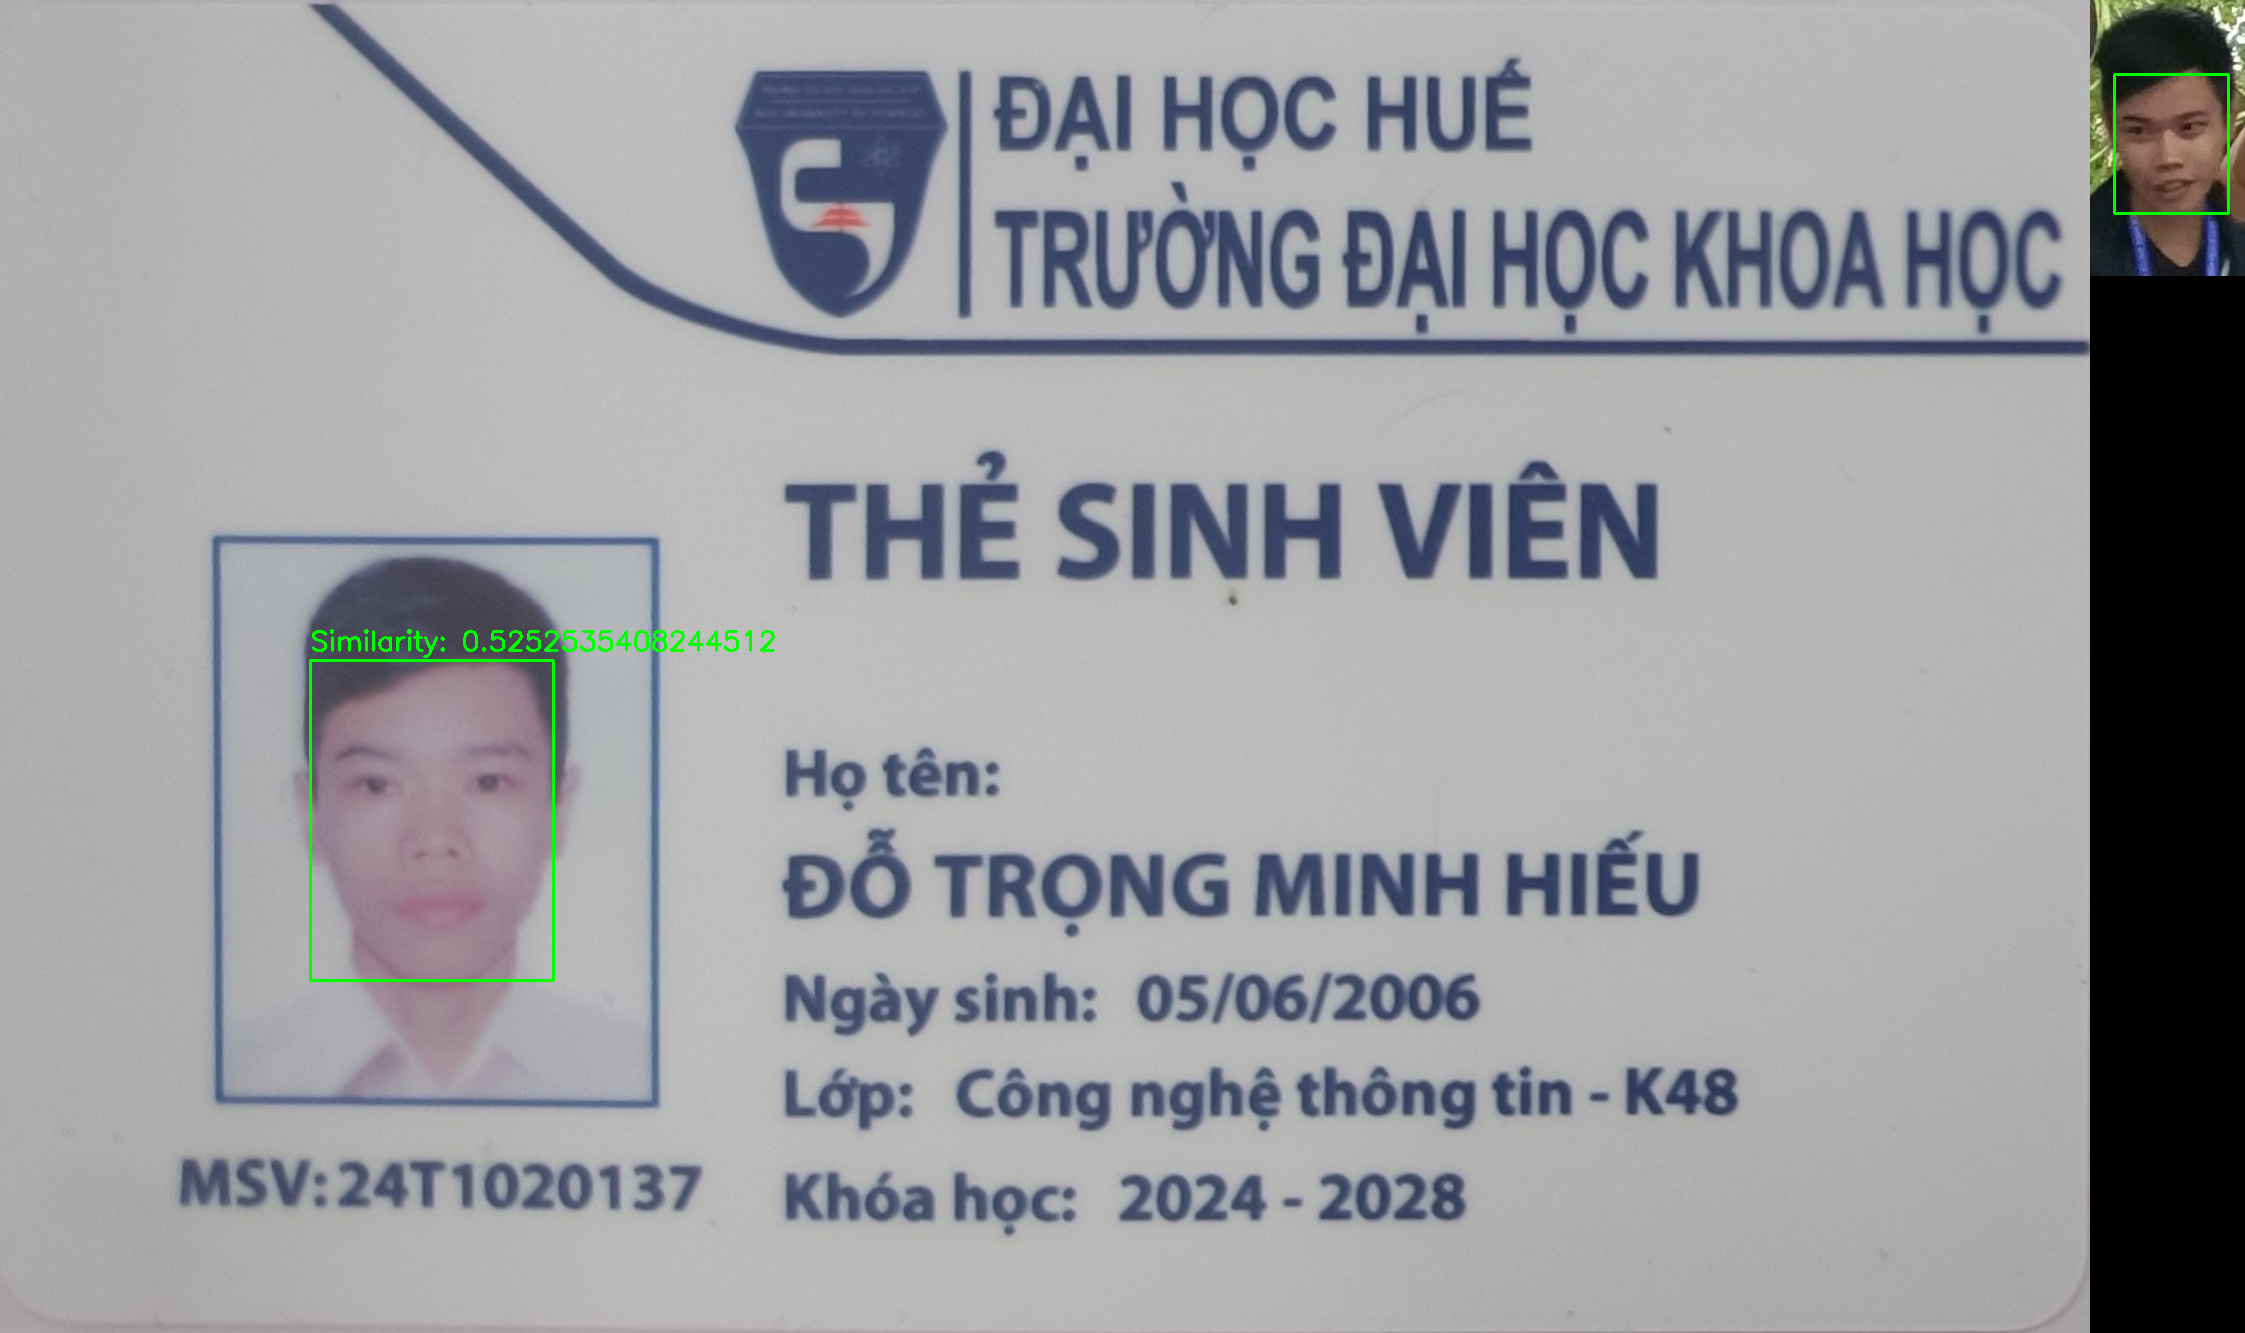 ĐẠI HỌC HUẾ
TRƯỜNG ĐẠI HỌC KHOA HỌC
THẺ SINH VIÊN
Similarity: 0.5252535408244512
Họ tên:
ĐỖ TRỌNG MINH HIẾU
Ngày sinh: 05/06/2006
Lớp: Công nghệ thông tin - K48
MSV: 24T1020137
Khóa học: 2024 - 2028